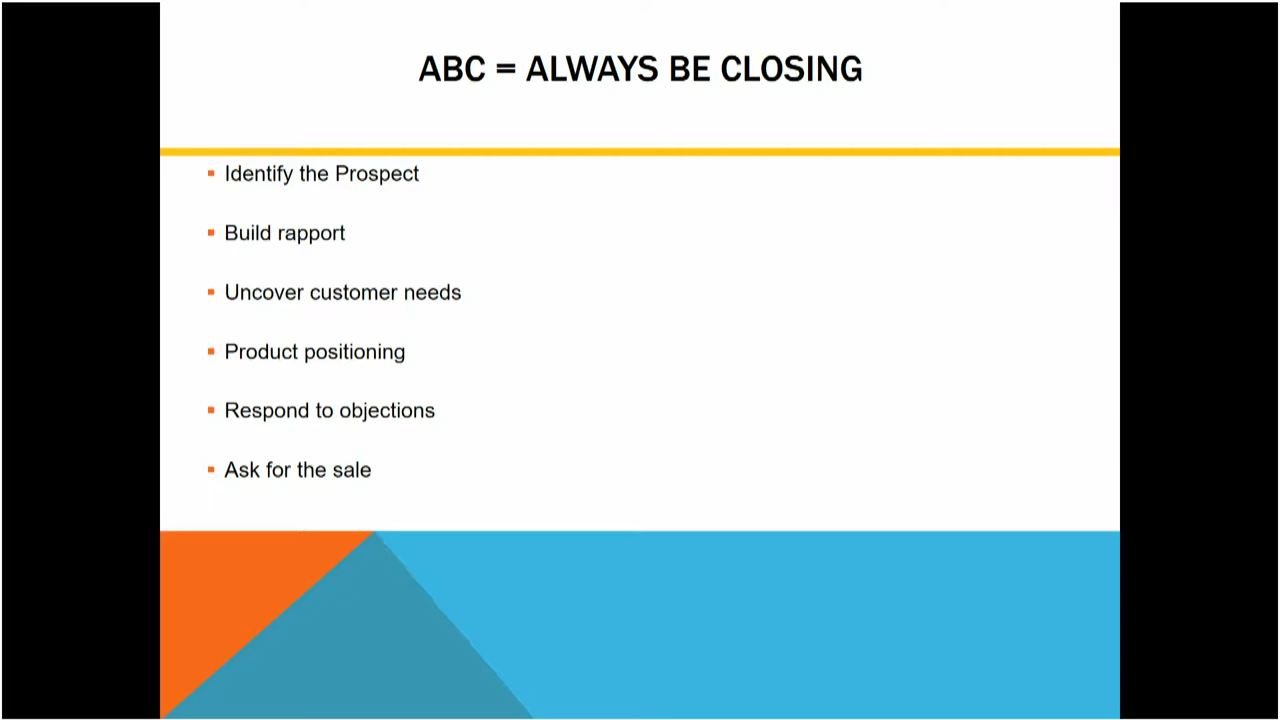 ABC = ALWAYS BE CLOSING
Identify the Prospect
Build rapport
Uncover customer needs
Product positioning
Respond to objections
Ask for the sale